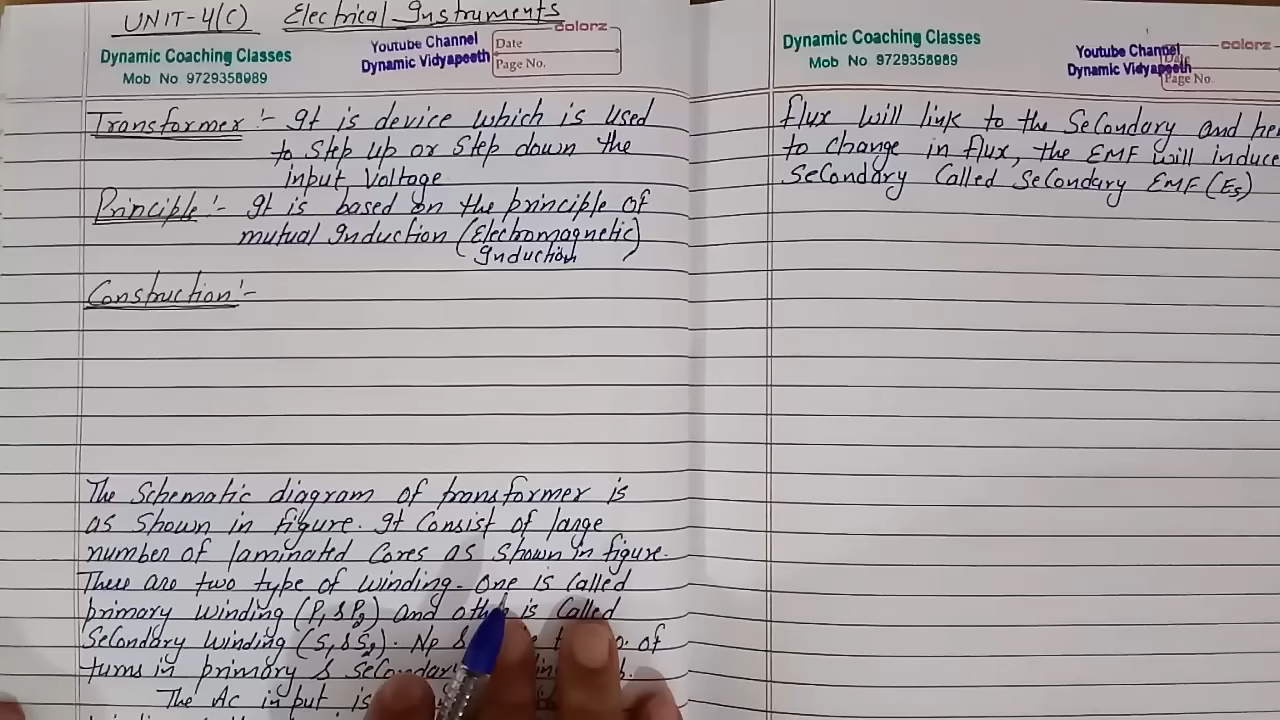 UNIT-4(C) Electrical Instruments
Dynamic Coaching Classes
Mob No 9729358989
Youtube Channel
Dynamic Vidyapeeth
colorz
Date
Page No.
Transformer :- It is device which is used
to Step up or Step down the
input Voltage
Principle :- It is based on the principle of
mutual Induction (Electromagnetic)
Induction
Construction :-
The Schematic diagram of transformer is
as Shown in figure. It Consist of large
number of laminated Cores as Shown in figure.
There are two type of winding. One is Called
primary winding (P1 & P2) and other is Called
Secondary winding (S1 & S2). Np & of
turns in primary & Secondary
The AC input is
Dynamic Coaching Classes
Mob No 9729358989
Youtube Channel
Dynamic Vidyapeeth
colorz
Date
Page No.
flux will link to the Secondary and
to change in flux, the EMF will induce
Secondary Called Secondary EMF (Es)